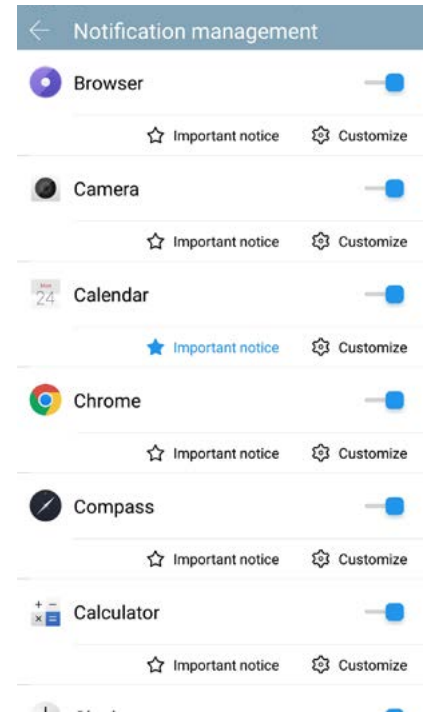 Notification management
Browser
Important notice Customize
Camera
Important notice Customize
Mon
24 Calendar
Important notice Customize
Chrome
Important notice Customize
Compass
Important notice Customize
Calculator
Important notice Customize